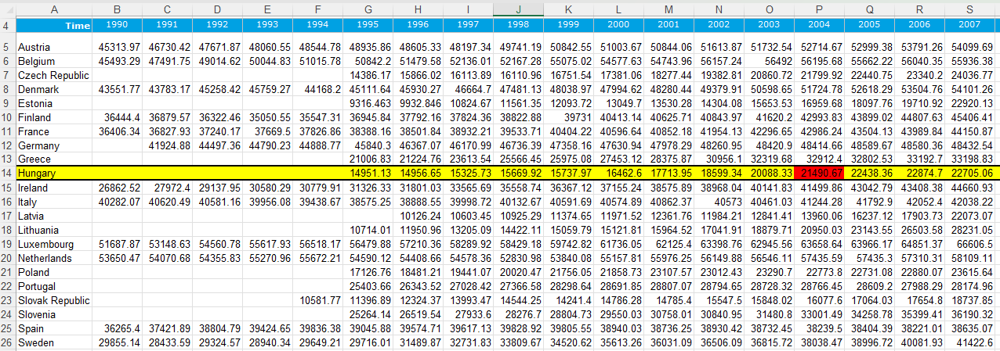 A B C D E F G H I J K L M N O P Q R S
4 Time 1990 1991 1992 1993 1994 1995 1996 1997 1998 1999 2000 2001 2002 2003 2004 2005 2006 2007
5 Austria 45313.97 46730.42 47671.87 48060.55 48544.78 48935.86 48605.33 48197.34 49741.19 50842.55 51003.67 50844.06 51613.87 51732.54 52714.67 52999.38 53791.26 54099.69
6 Belgium 45493.29 47491.75 49014.62 50044.83 51015.78 50842.2 51479.58 52136.01 52167.28 55075.02 54577.63 54743.96 56157.24 56492 56195.68 55662.22 56040.35 55936.38
7 Czech Republic 14386.17 15866.02 16113.89 16110.96 16751.54 17381.06 18277.44 19382.81 20860.72 21799.92 22440.75 23340.2 24036.77
8 Denmark 43551.77 43783.17 45258.42 45759.27 44168.2 45111.64 45930.27 46664.7 47481.13 48038.97 47994.62 48280.44 49379.91 50598.65 51724.78 52618.29 53504.76 54101.26
9 Estonia 9316.463 9932.846 10824.67 11561.35 12093.72 13049.7 13530.28 14304.08 15653.53 16959.68 18097.76 19710.92 22920.13
10 Finland 36444.4 36879.57 36322.46 35050.55 35547.31 36945.84 37792.16 37824.36 38822.88 39731 40413.14 40625.71 40843.97 41620.2 42993.83 43899.02 44807.63 45406.41
11 France 36406.34 36827.93 37240.17 37669.5 37826.86 38388.16 38501.84 38932.21 39533.71 40404.22 40596.64 40852.18 41954.13 42296.65 42986.24 43504.13 43989.84 44150.87
12 Germany 41924.88 44497.36 44790.23 44888.77 45840.3 46367.07 46170.99 46736.39 47358.16 47630.94 47978.29 48260.95 48420.9 48414.66 48589.67 48580.36 48432.54
13 Greece 21006.83 21224.76 23613.54 25566.45 25975.08 27453.12 28375.87 30956.1 32319.68 32912.4 32802.53 33192.7 33198.83
14 Hungary 14951.13 14956.65 15325.73 15669.92 15737.97 16462.6 17713.95 18599.34 20088.33 21490.67 22438.36 22874.7 22705.06
15 Ireland 26862.52 27972.4 29137.95 30580.29 30779.91 31326.33 31801.03 33565.69 35558.74 36367.12 37155.24 38575.89 38968.04 40141.83 41499.86 43042.79 43408.38 44660.93
16 Italy 40282.07 40620.49 40581.16 39956.08 39438.67 38575.25 38888.55 39998.72 40132.67 40591.69 40574.89 40862.37 40573 40461.03 41244.28 41792.9 42052.4 42038.22
17 Latvia 10126.24 10603.45 10925.29 11374.65 11971.52 12361.76 11984.21 12841.41 13960.06 16237.12 17903.73 22073.07
18 Lithuania 10714.01 11950.96 13205.09 14422.11 15059.79 15121.81 15964.52 17041.91 18879.71 20950.03 23143.55 26503.58 28231.05
19 Luxembourg 51687.87 53148.63 54560.78 55617.93 56518.17 56479.88 57210.36 58289.92 58429.18 59742.82 61736.05 62125.4 63398.76 62945.56 63658.64 63966.17 64851.37 66606.5
20 Netherlands 53650.47 54070.68 54355.83 55270.96 55672.21 54590.12 54408.66 54578.36 52830.98 53840.08 55157.81 55976.25 56149.88 56546.11 57435.59 57435.3 57310.31 58109.11
21 Poland 17126.76 18481.21 19441.07 20020.47 21756.05 21858.73 23107.57 23012.43 23290.7 22773.8 22731.08 22880.07 23615.64
22 Portugal 25403.66 26343.52 27028.42 27366.58 28298.64 28691.85 28807.07 28794.65 28728.32 28766.45 28609.2 27988.29 28174.96
23 Slovak Republic 10581.77 11396.89 12324.37 13993.47 14544.25 14241.4 14786.28 14785.4 15547.5 15848.02 16077.6 17064.03 17654.8 18737.85
24 Slovenia 25264.14 26519.54 27933.6 28276.7 28804.73 29550.03 30758.01 30840.95 31480.8 33001.49 34258.78 35399.41 36190.32
25 Spain 36265.4 37421.89 38804.79 39424.65 39836.38 39045.88 39574.71 39617.13 39828.92 39805.55 38940.03 38736.25 38930.42 38732.45 38239.5 38404.39 38221.01 38635.07
26 Sweden 29855.14 28433.59 29324.57 28940.34 29649.21 29716.01 31489.87 32731.83 33809.67 34520.62 35613.26 36031.09 36506.09 36815.72 38038.47 38996.72 40081.93 41422.6